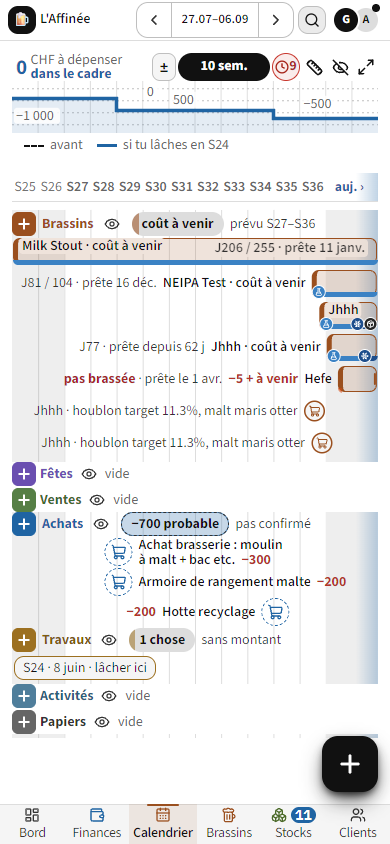 L'Affinée
27.07–06.09
G
A
0 CHF à dépenser
dans le cadre
±
10 sem.
9
0
500
−500
−1 000
avant
si tu lâches en S24
S25 S26 S27 S28 S29 S30 S31 S32 S33 S34 S35 S36 auj. ›
Brassins
coût à venir
prévu S27–S36
Milk Stout · coût à venir
J206 / 255 · prête 11 janv.
J81 / 104 · prête 16 déc. NEIPA Test · coût à venir
Jhhh
J77 · prête depuis 62 j Jhhh · coût à venir
pas brassée · prête le 1 avr. −5 + à venir Hefe
Jhhh · houblon target 11.3%, malt maris otter
Jhhh · houblon target 11.3%, malt maris otter
Fêtes
vide
Ventes
vide
Achats
−700 probable
pas confirmé
Achat brasserie : moulin
à malt + bac etc. −300
Armoire de rangement malte −200
−200 Hotte recyclage
Travaux
1 chose
sans montant
S24 · 8 juin · lâcher ici
Activités
vide
Papiers
vide
+
Bord
Finances
Calendrier
Brassins
11
Stocks
Clients